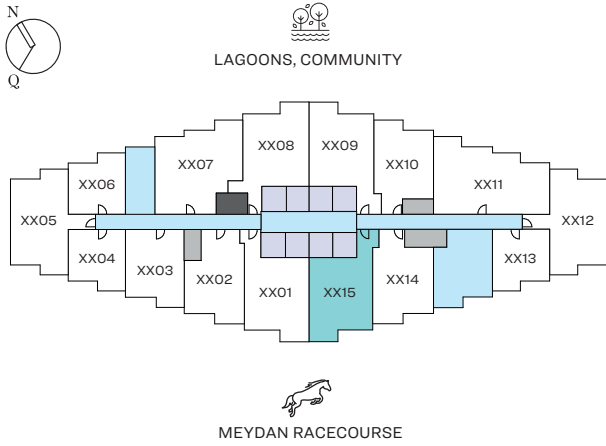 N
Q
LAGOONS, COMMUNITY
XX08
XX09
XX07
XX10
XX06
XX11
XX05
XX12
XX04
XX03
XX02
XX01
XX15
XX14
XX13
MEYDAN RACECOURSE